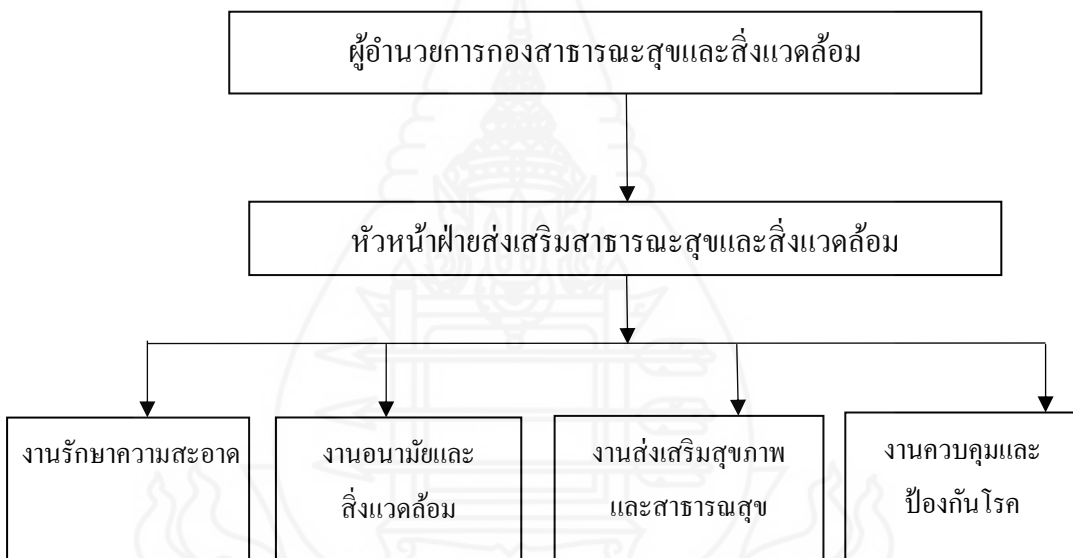 ผู้อำนวยการกองสาธารณะสุขและสิ่งแวดล้อม
หัวหน้าฝ่ายส่งเสริมสาธารณะสุขและสิ่งแวดล้อม
งานรักษาความสะอาด
งานอนามัยและ
สิ่งแวดล้อม
งานส่งเสริมสุขภาพ
และสาธารณสุข
งานควบคุมและ
ป้องกันโรค